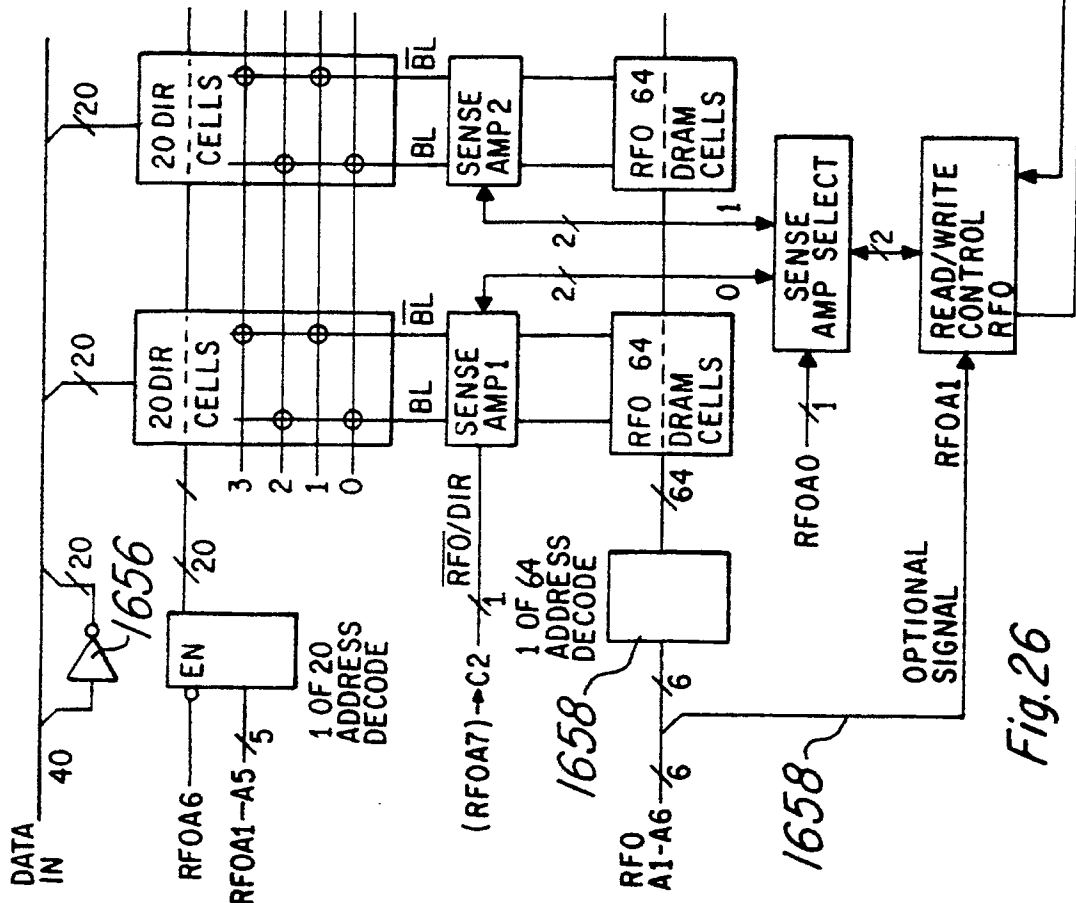 DATA
IN
40
20
1656
20
20
RFOA6
EN
RFOA1-A5
5
1 OF 20
ADDRESS
DECODE
20
20 DIR
CELLS
20 DIR
CELLS
3
2
1
0
BL
B̅L̅
BL
B̅L̅
(RFOA7)→C2
R̅F̅O̅/DIR
1
SENSE
AMP1
SENSE
AMP2
1 OF 64
ADDRESS
DECODE
1658
RFO
A1-A6
6
6
64
RFO 64
DRAM
CELLS
RFO 64
DRAM
CELLS
2
2
0
1
RFOAO
1
SENSE
AMP SELECT
2
1658
OPTIONAL
SIGNAL
RFOA1
READ/WRITE
CONTROL
RFO
Fig.26